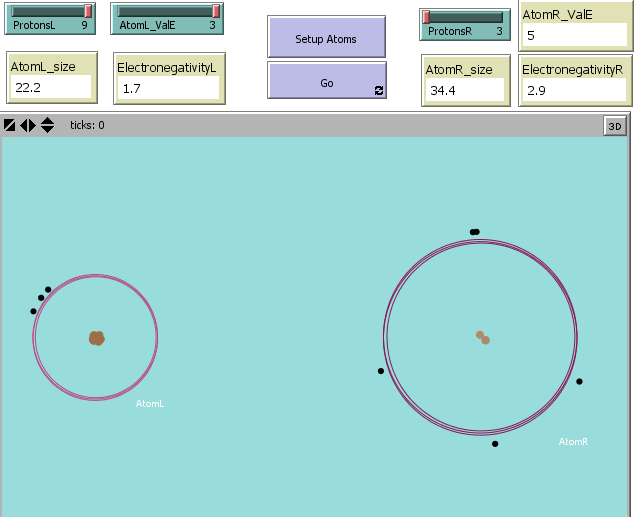 ProtonsL 9
AtomL_ValE 3
Setup Atoms
ProtonsR 3
AtomR_ValE
5
AtomL_size
22.2
ElectronegativityL
1.7
Go
AtomR_size
34.4
ElectronegativityR
2.9
ticks: 0
3D
AtomL
AtomR